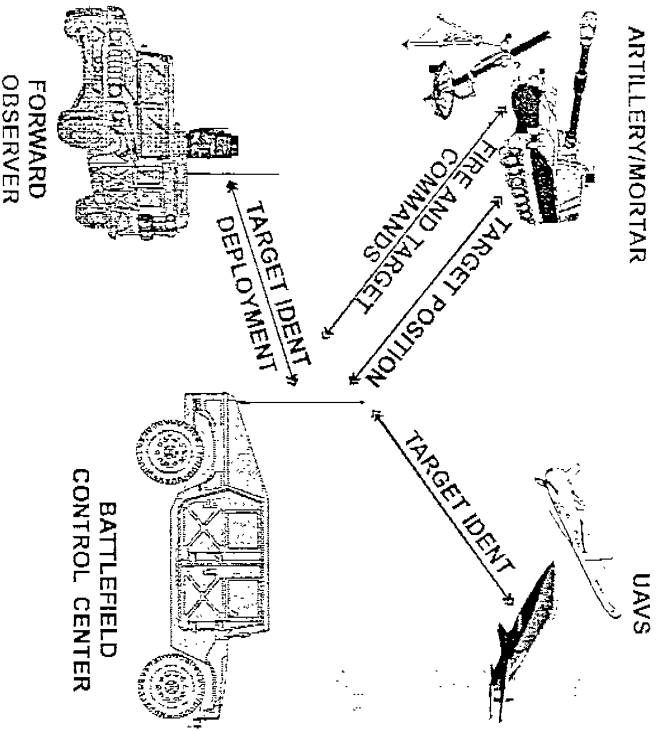 ARTILLERY/MORTAR
UAVS
FIRE AND TARGET
COMMANDS
TARGET POSITION
TARGET IDENT
TARGET IDENT
DEPLOYMENT
FORWARD
OBSERVER
BATTLEFIELD
CONTROL CENTER